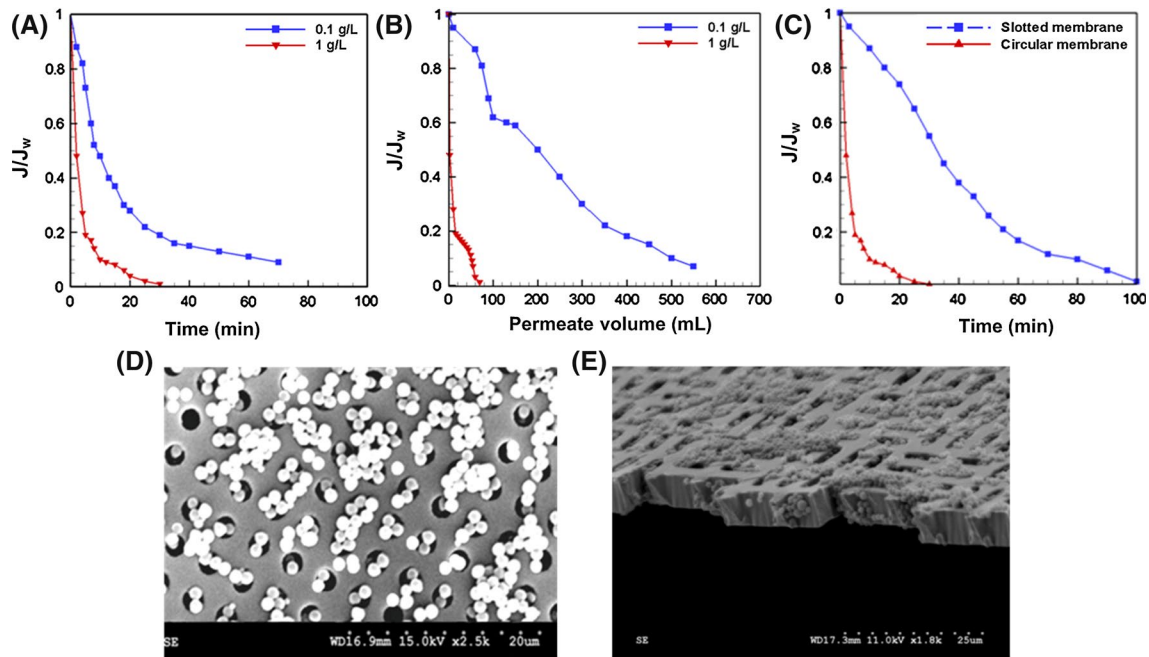 (A)
0.1 g/L
1 g/L
1
0.8
0.6
0.4
0.2
0
0 20 40 60 80 100
J/Jw
Time (min)
(B)
0.1 g/L
1 g/L
1
0.8
0.6
0.4
0.2
0
0 100 200 300 400 500 600 700
J/Jw
Permeate volume (mL)
(C)
Slotted membrane
Circular membrane
1
0.8
0.6
0.4
0.2
0 20 40 60 80 100
J/Jw
Time (min)
(D)
SE WD16.9mm 15.0kV x2.5k 20um
(E)
SE WD17.3mm 11.0kV x1.8k 25um